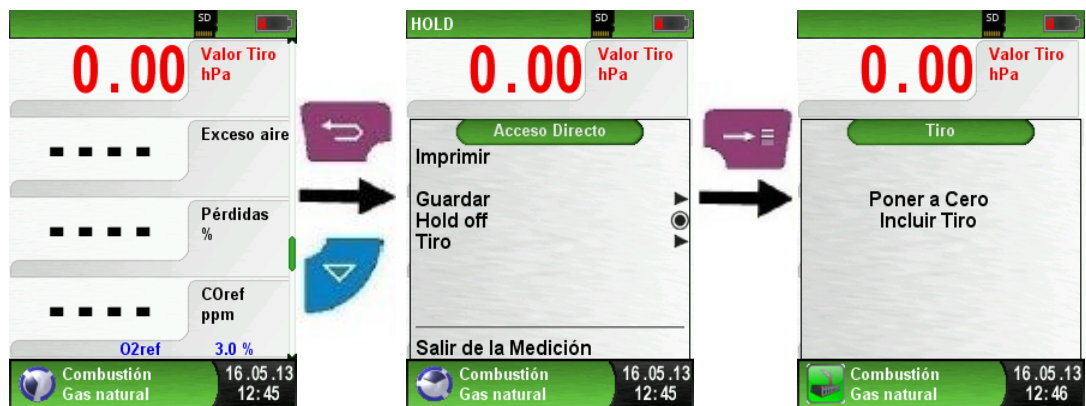 SD
0.00
Valor Tiro
hPa
- - - -
Exceso aire
- - - -
Pérdidas
%
- - - -
COref
ppm
O2ref 3.0 %
Combustión
Gas natural
16.05.13
12:45
HOLD
SD
0.00
Valor Tiro
hPa
Acceso Directo
Imprimir
Guardar
Hold off
Tiro
Salir de la Medición
Combustión
Gas natural
16.05.13
12:45
SD
0.00
Valor Tiro
hPa
Tiro
Poner a Cero
Incluir Tiro
Combustión
Gas natural
16.05.13
12:46